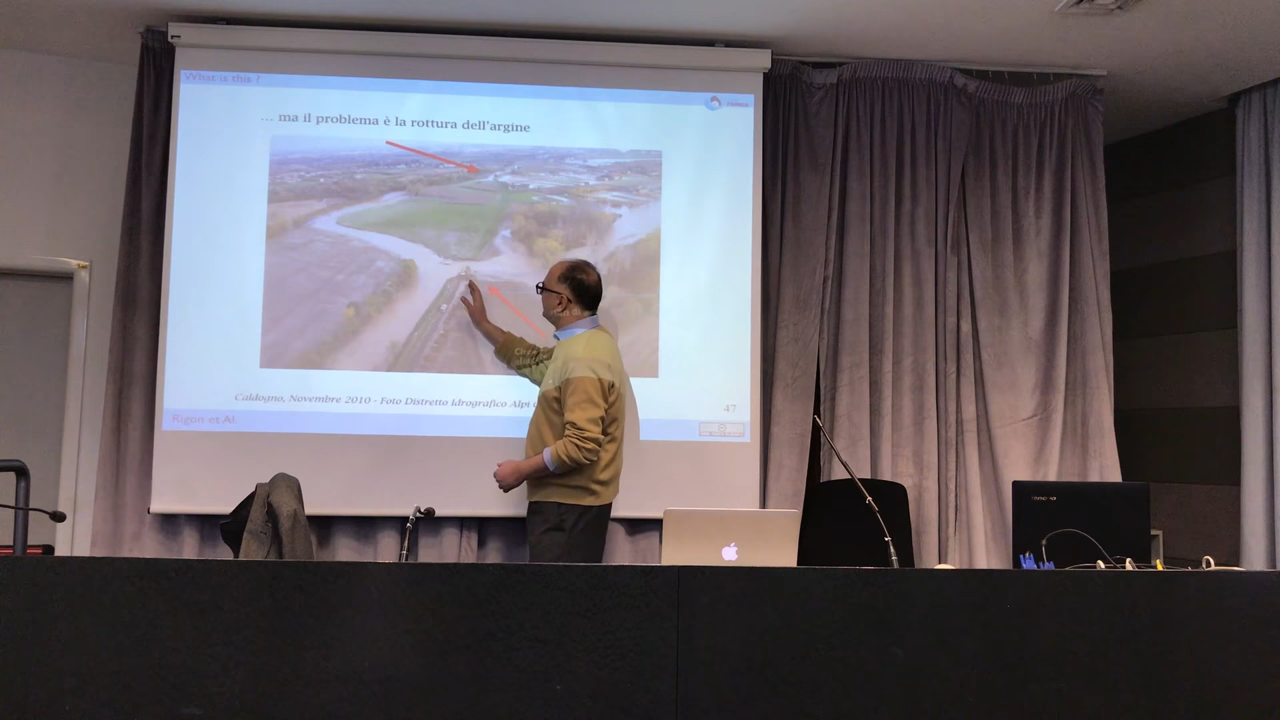 What is this ?
... ma il problema è la rottura dell'argine
Caldogno, Novembre 2010 - Foto Distretto Idrografico Alpi
47
Rigon et Al
lenovo